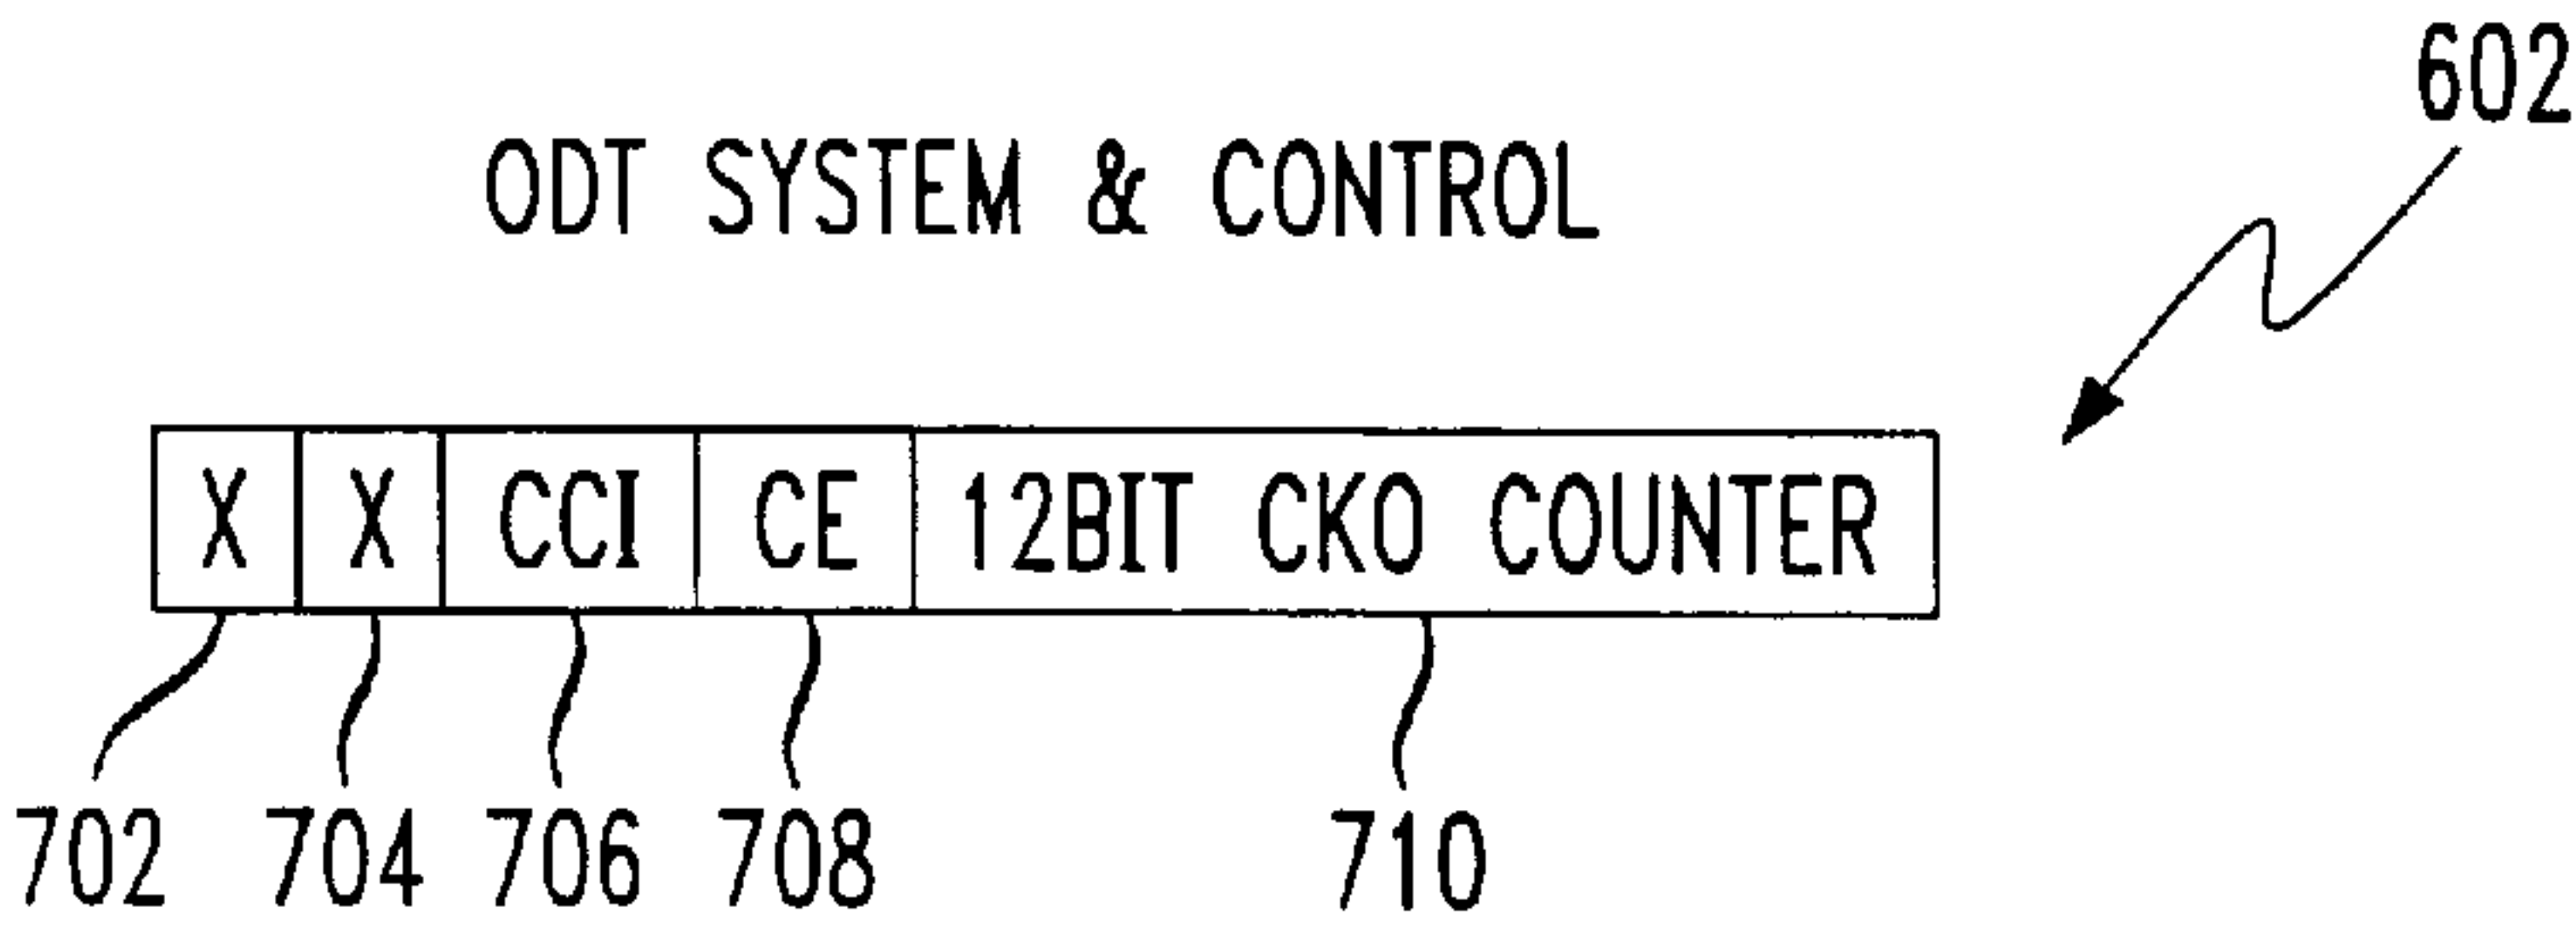 602
ODT SYSTEM & CONTROL
X X CCI CE 12BIT CKO COUNTER
702 704 706 708 710